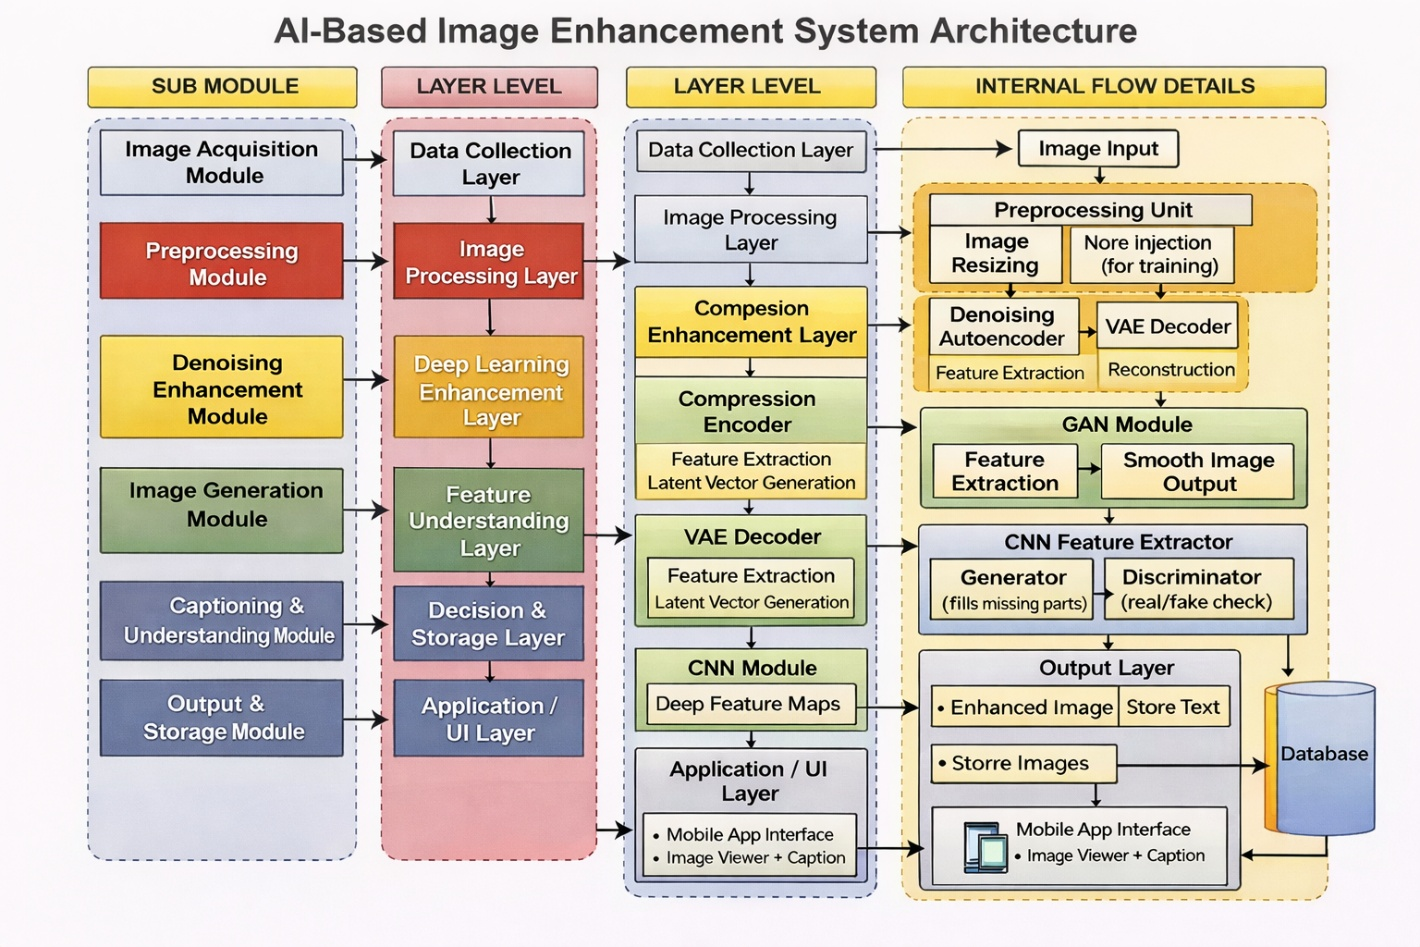 AI-Based Image Enhancement System Architecture
SUB MODULE
Image Acquisition
Module
Preprocessing
Module
Denoising
Enhancement
Module
Image Generation
Module
Captioning &
Understanding Module
Output &
Storage Module
LAYER LEVEL
Data Collection
Layer
Image
Processing Layer
Deep Learning
Enhancement
Layer
Feature
Understanding
Layer
Decision &
Storage Layer
Application /
UI Layer
LAYER LEVEL
Data Collection Layer
Image Processing
Layer
Compesion
Enhancement Layer
Compression
Encoder
Feature Extraction
Latent Vector Generation
VAE Decoder
Feature Extraction
Latent Vector Generation
CNN Module
Deep Feature Maps
Application / UI
Layer
• Mobile App Interface
• Image Viewer + Caption
INTERNAL FLOW DETAILS
Image Input
Preprocessing Unit
Image
Resizing
Nore injection
(for training)
Denoising
Autoencoder
Feature Extraction
VAE Decoder
Reconstruction
GAN Module
Feature
Extraction
Smooth Image
Output
CNN Feature Extractor
Generator
(fills missing parts)
Discriminator
(real/fake check)
Output Layer
• Enhanced Image
Store Text
• Storre Images
Mobile App Interface
• Image Viewer + Caption
Database